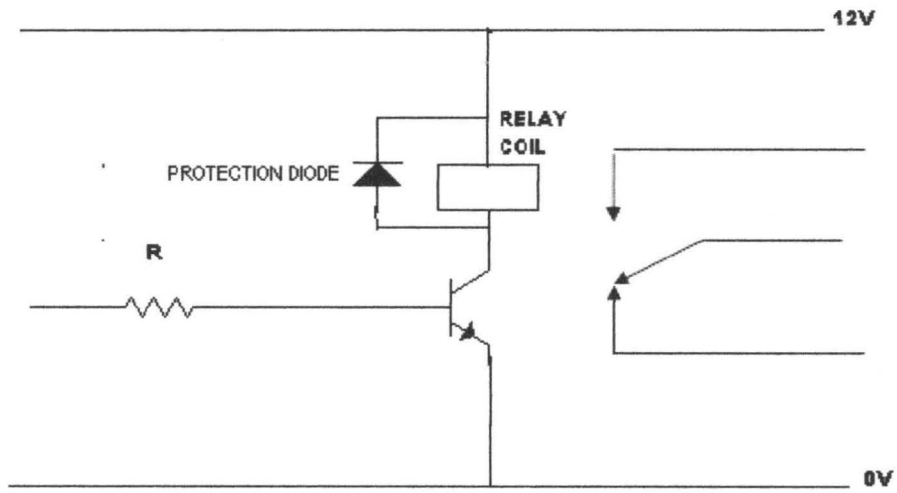 12V
RELAY
COIL
PROTECTION DIODE
R
0V